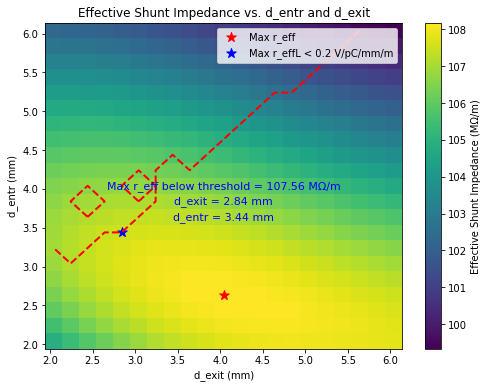 Effective Shunt Impedance vs. d_entr and d_exit
Max r_eff
Max r_effL < 0.2 V/pC/mm/m
Max r_eff below threshold = 107.56 MΩ/m
d_exit = 2.84 mm
d_entr = 3.44 mm
d_entr (mm)
6.0
5.5
5.0
4.5
4.0
3.5
3.0
2.5
2.0
2.0 2.5 3.0 3.5 4.0 4.5 5.0 5.5 6.0
d_exit (mm)
108
107
106
105
104
103
102
101
100
Effective Shunt Impedance (MΩ/m)